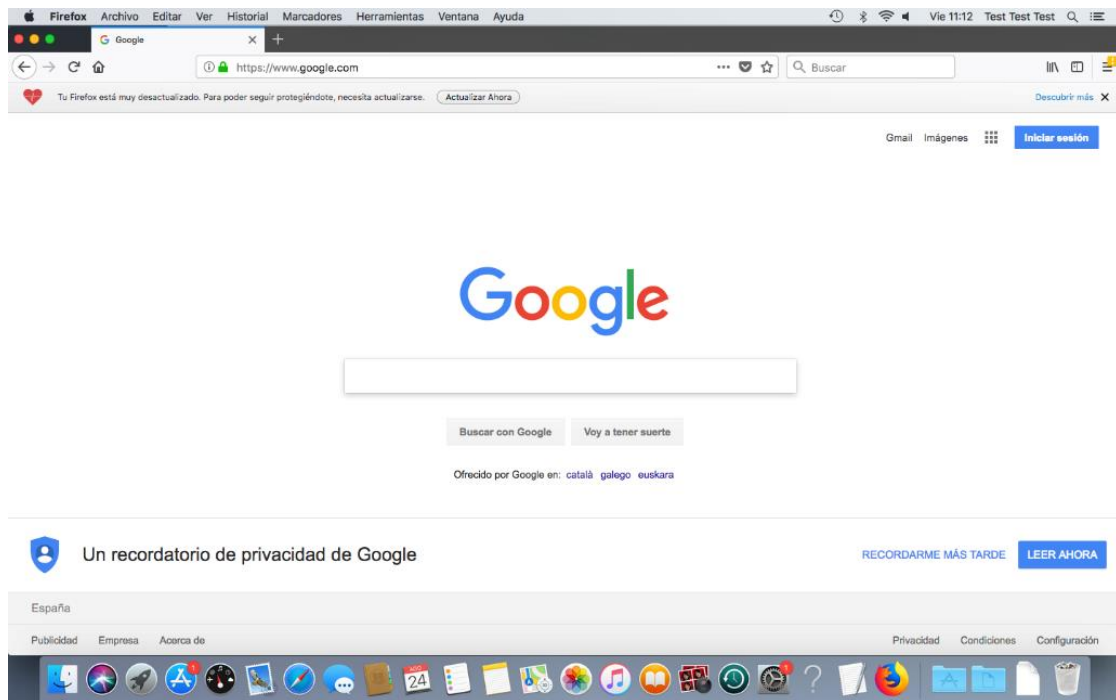 Firefox Archivo Editar Ver Historial Marcadores Herramientas Ventana Ayuda Vie 11:12 Test Test Test
Google
https://www.google.com Buscar
Tu Firefox está muy desactualizado. Para poder seguir protegiéndote, necesita actualizarse. Actualizar Ahora Descubrir más
Gmail Imágenes Iniciar sesión
Google
Buscar con Google Voy a tener suerte
Ofrecido por Google en: català galego euskara
Un recordatorio de privacidad de Google RECORDARME MÁS TARDE LEER AHORA
España
Publicidad Empresa Acerca de Privacidad Condiciones Configuración
1 AGO 24 1